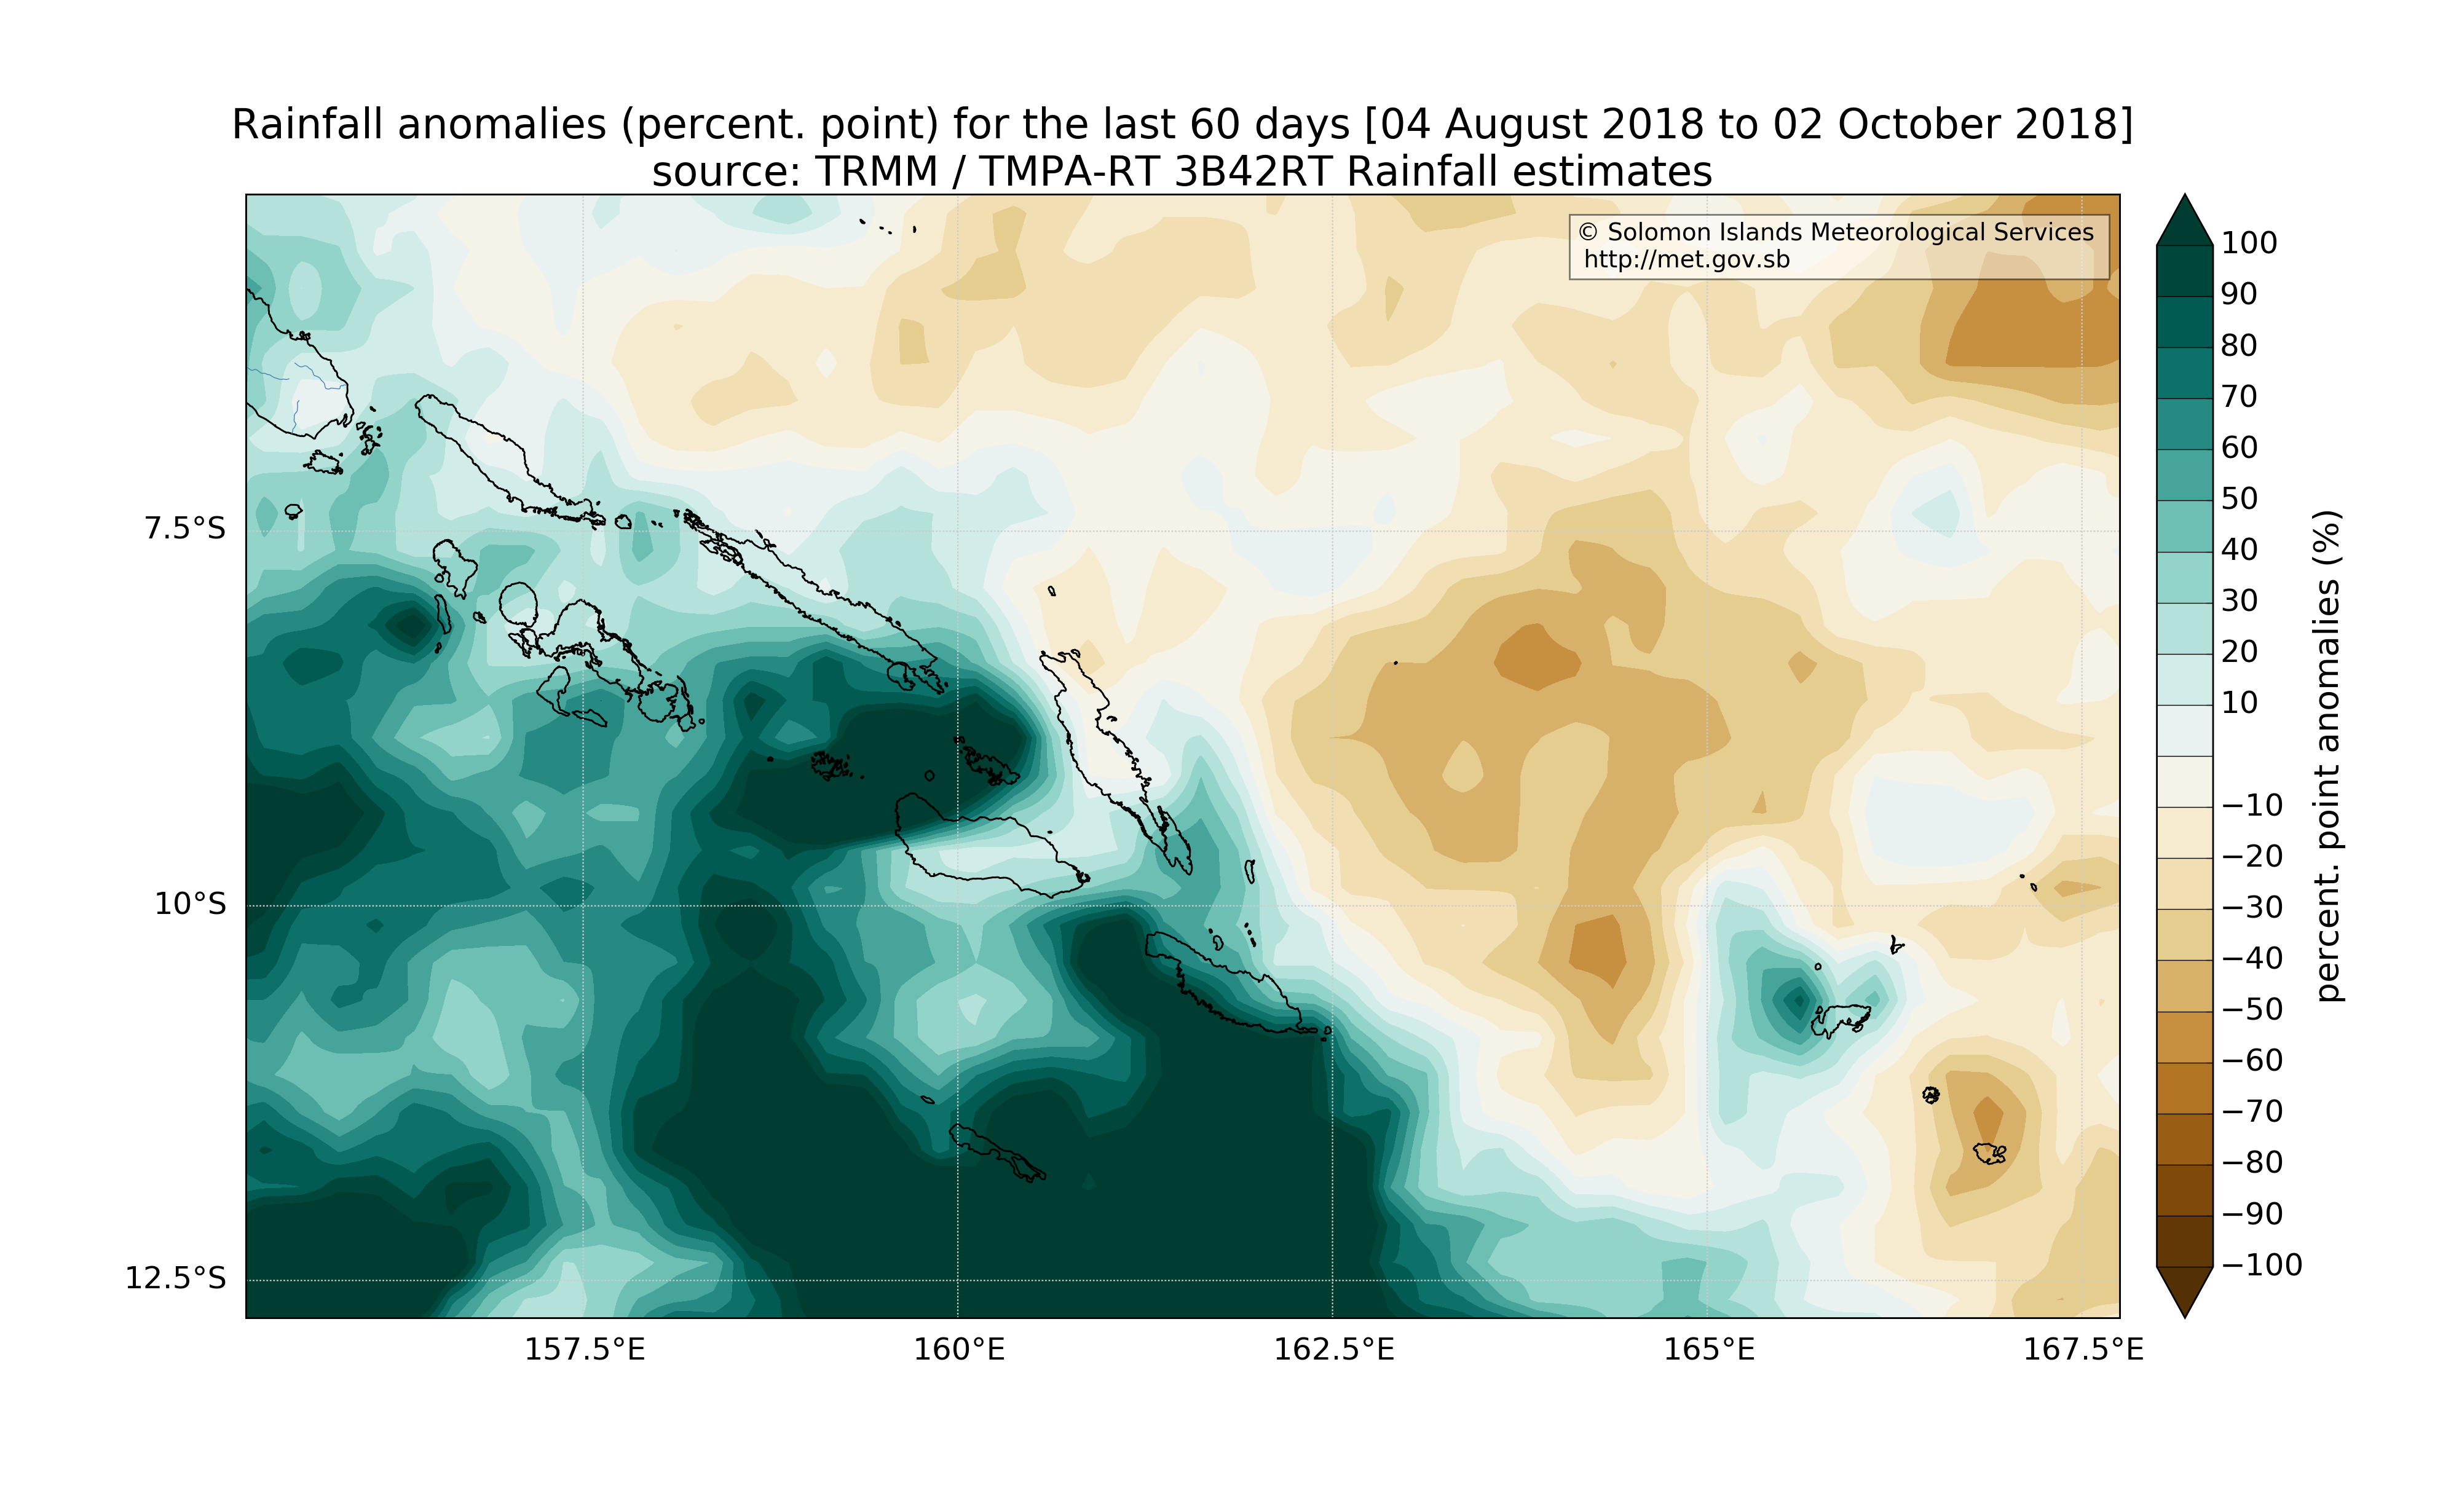 Rainfall anomalies (percent. point) for the last 60 days [04 August 2018 to 02 October 2018]
source: TRMM / TMPA-RT 3B42RT Rainfall estimates
© Solomon Islands Meteorological Services
http://met.gov.sb
7.5°S
10°S
12.5°S
157.5°E
160°E
162.5°E
165°E
167.5°E
100
90
80
70
60
50
40
30
20
10
−10
−20
−30
−40
−50
−60
−70
−80
−90
−100
percent. point anomalies (%)